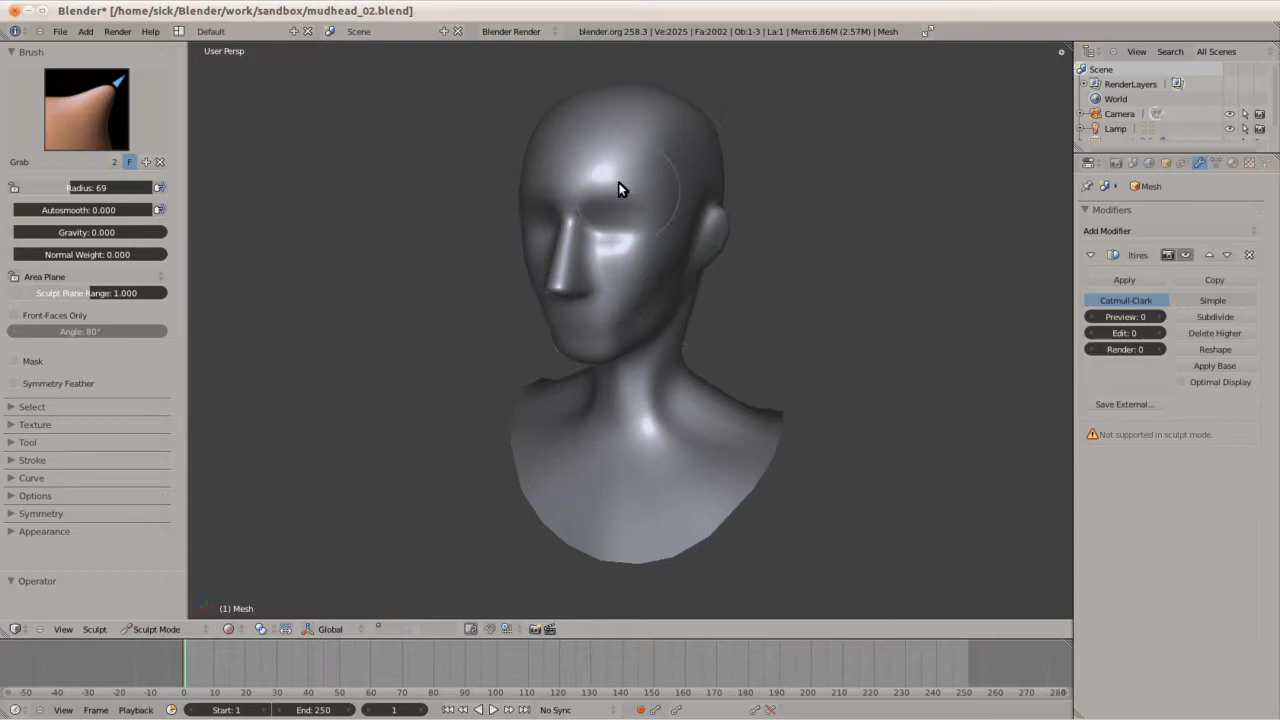 Blender* [/home/sick/Blender/work/sandbox/mudhead_02.blend]
File Add Render Help Default Scene Blender Render blender.org 258.3 | Ve:2025 | Fa:2002 | Ob:1-3 | La:1 | Mem:6.86M (2.57M) | Mesh
Brush
Grab 2 F
Radius: 69
Autosmooth: 0.000
Gravity: 0.000
Normal Weight: 0.000
Area Plane
Sculpt Plane Range: 1.000
Front-Faces Only
Angle: 80°
Mask
Symmetry Feather
Select
Texture
Tool
Stroke
Curve
Options
Symmetry
Appearance
Operator
User Persp
(1) Mesh
View Sculpt Sculpt Mode Global
View Search All Scenes
Scene
RenderLayers
World
Camera
Lamp
Mesh
Modifiers
Add Modifier
ltires
Apply Copy
Catmull-Clark Simple
Preview: 0 Subdivide
Edit: 0 Delete Higher
Render: 0 Reshape
Apply Base
Optimal Display
Save External...
Not supported in sculpt mode.
-50 -40 -30 -20 -10 0 10 20 30 40 50 60 70 80 90 100 110 120 130 140 150 160 170 180 190 200 210 220 230 240 250 260 270 280
View Frame Playback Start: 1 End: 250 1 No Sync